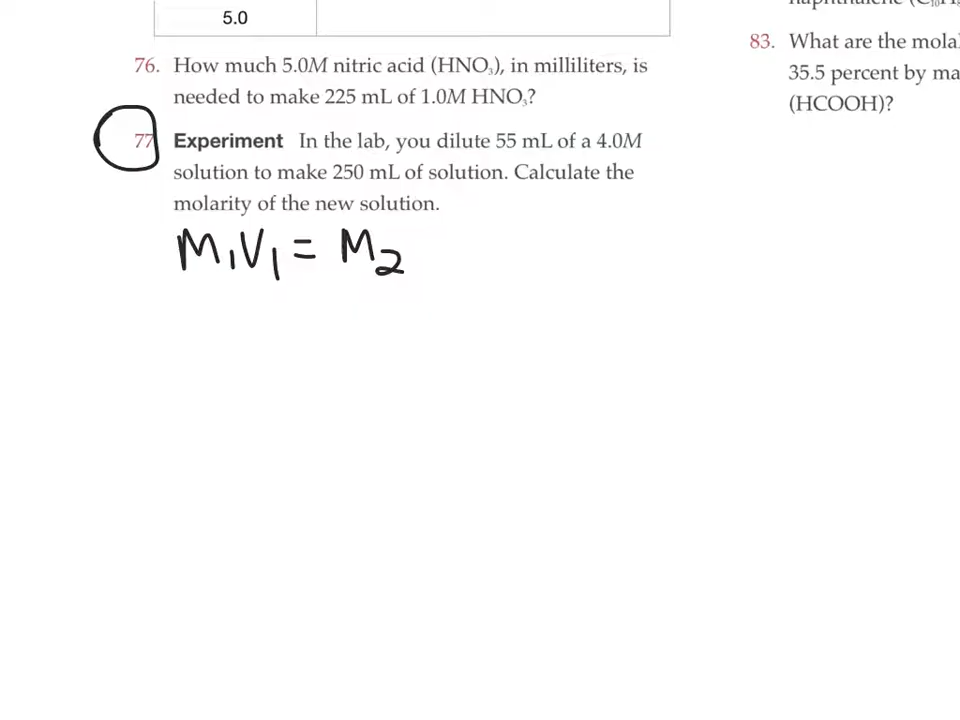 5.0
76. How much 5.0M nitric acid (HNO₃), in milliliters, is
needed to make 225 mL of 1.0M HNO₃?
77 Experiment In the lab, you dilute 55 mL of a 4.0M
solution to make 250 mL of solution. Calculate the
molarity of the new solution.
M₁V₁ = M₂
83. What are the
35.5 percent by
(HCOOH)?